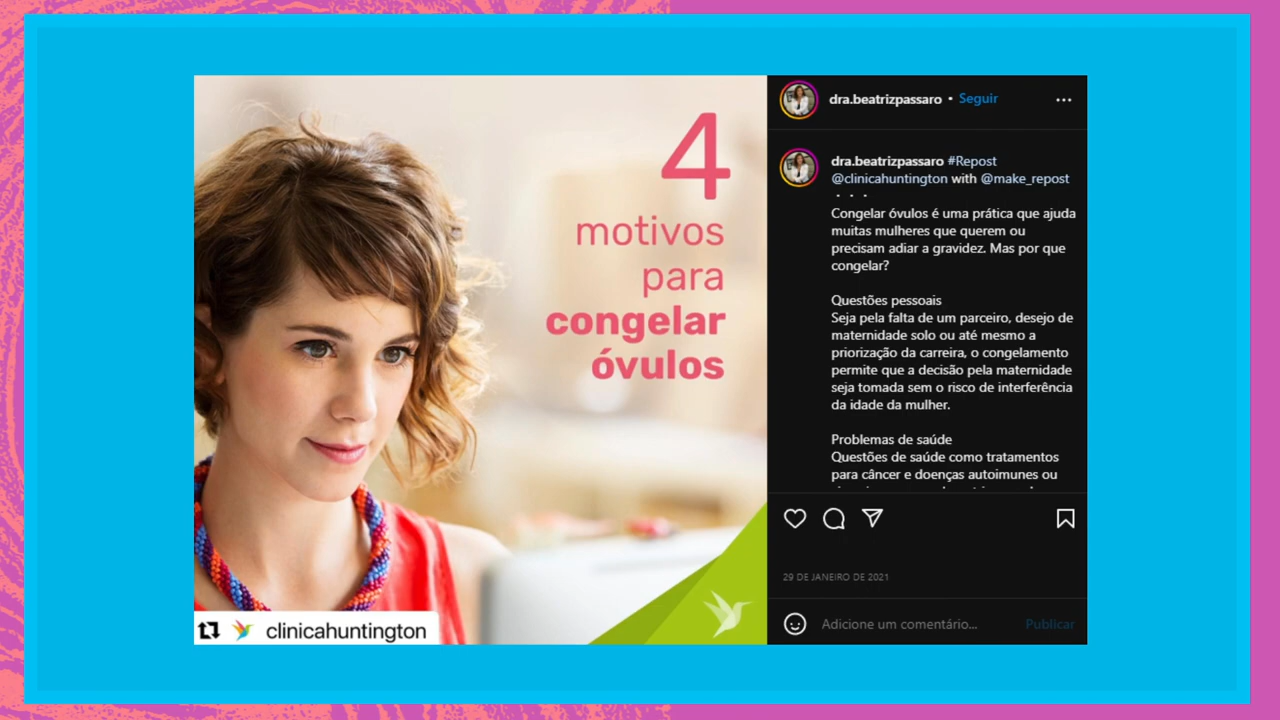 4
motivos
para
congelar
óvulos
clinicahuntington
dra.beatrizpassaro • Seguir
dra.beatrizpassaro #Repost
@clinicahuntington with @make_repost
・・・
Congelar óvulos é uma prática que ajuda
muitas mulheres que querem ou
precisam adiar a gravidez. Mas por que
congelar?
Questões pessoais
Seja pela falta de um parceiro, desejo de
maternidade solo ou até mesmo a
priorização da carreira, o congelamento
permite que a decisão pela maternidade
seja tomada sem o risco de interferência
da idade da mulher.
Problemas de saúde
Questões de saúde como tratamentos
para câncer e doenças autoimunes ou
29 DE JANEIRO DE 2021
Adicione um comentário...
Publicar